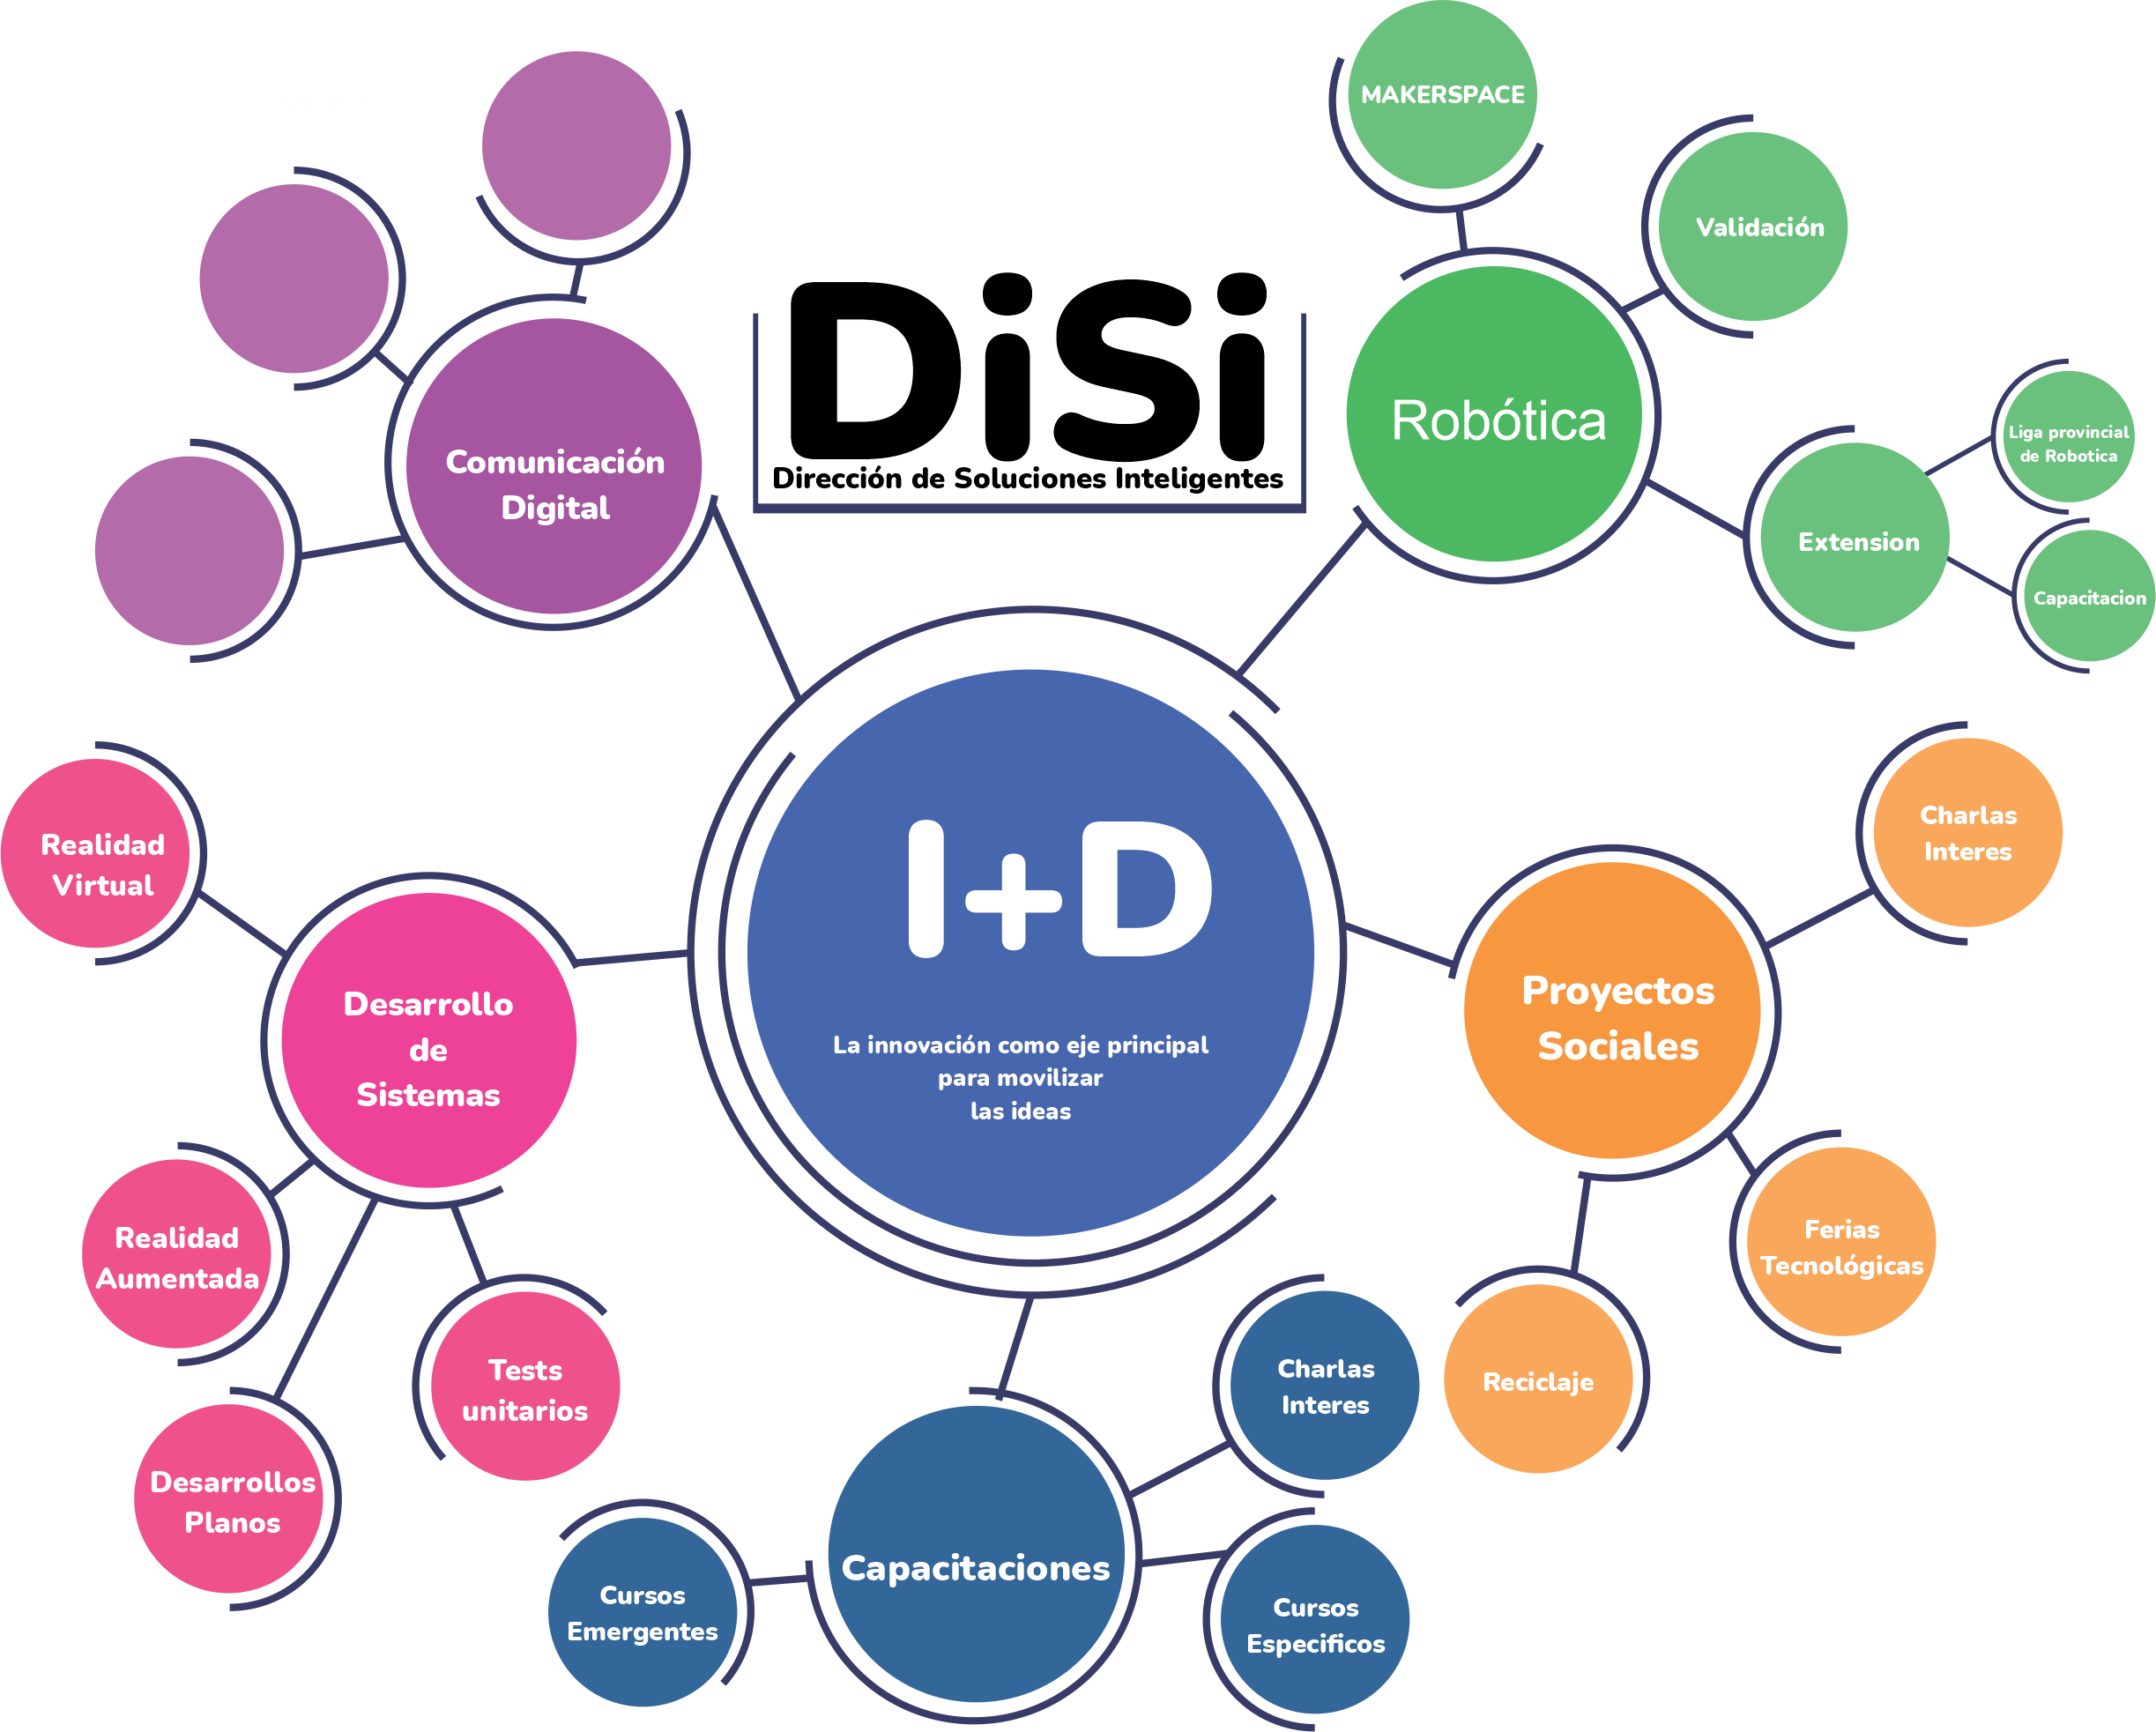 MAKERSPACE
Validación
DiSi
Dirección de Soluciones Inteligentes
Robótica
Liga provincial
de Robotica
Extension
Capacitacion
Comunicación
Digital
I+D
La innovación como eje principal
para movilizar
las ideas
Realidad
Virtual
Desarrollo
de
Sistemas
Realidad
Aumentada
Tests
unitarios
Desarrollos
Planos
Charlas
Interes
Proyectos
Sociales
Ferias
Tecnológicas
Reciclaje
Charlas
Interes
Capacitaciones
Cursos
Emergentes
Cursos
Especificos